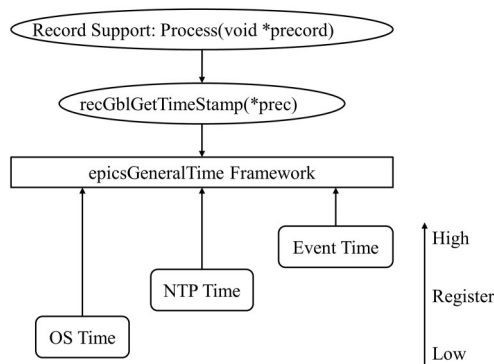 Record Support: Process(void *precord)
recGblGetTimeStamp(*prec)
epicsGeneralTime Framework
Event Time
High
NTP Time
Register
OS Time
Low